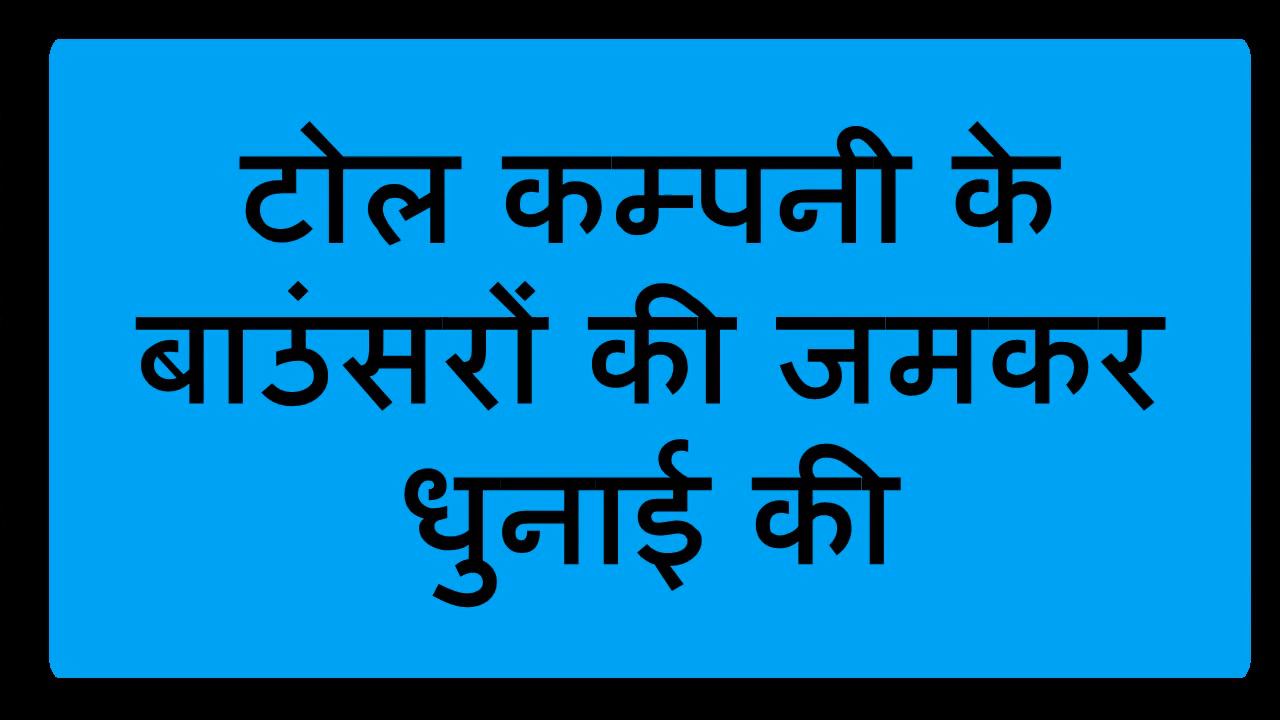 टोल कम्पनी के
बाउंसरों की जमकर
धुनाई की